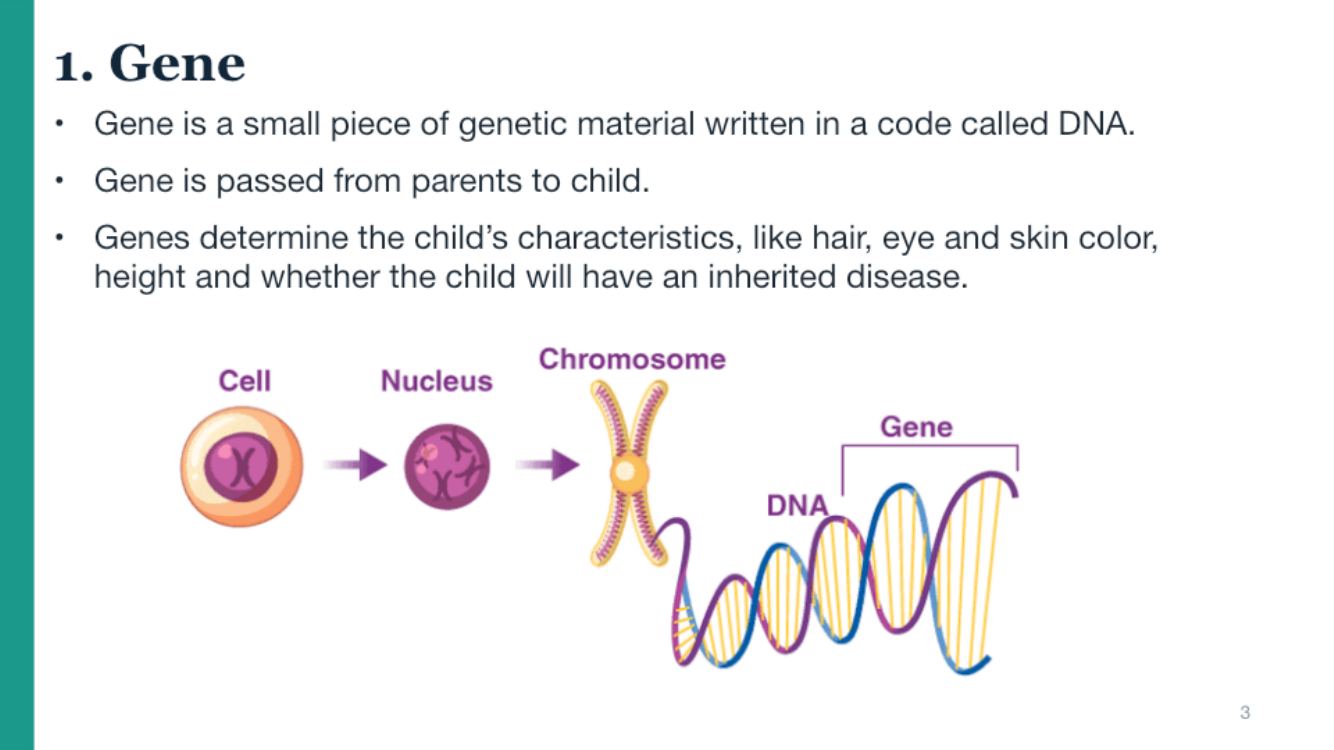 1. Gene
• Gene is a small piece of genetic material written in a code called DNA.
• Gene is passed from parents to child.
• Genes determine the child's characteristics, like hair, eye and skin color,
height and whether the child will have an inherited disease.
Cell
Nucleus
Chromosome
Gene
DNA
3